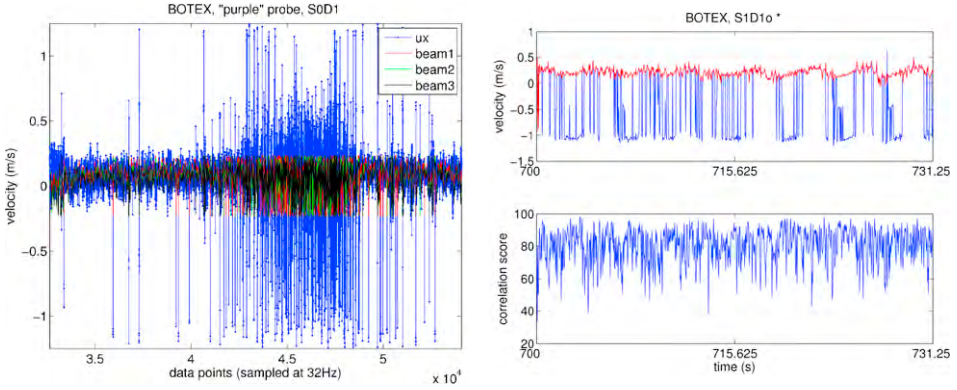 BOTEX, "purple" probe, S0D1
ux
beam1
beam2
beam3
velocity (m/s)
1
0.5
0
−0.5
−1
3.5
4
4.5
5
data points (sampled at 32Hz)
x 10⁴
BOTEX, S1D1o *
velocity (m/s)
1
0.5
0
−0.5
−1
−1.5
700
715.625
731.25
correlation score
100
80
60
40
20
700
715.625
731.25
time (s)